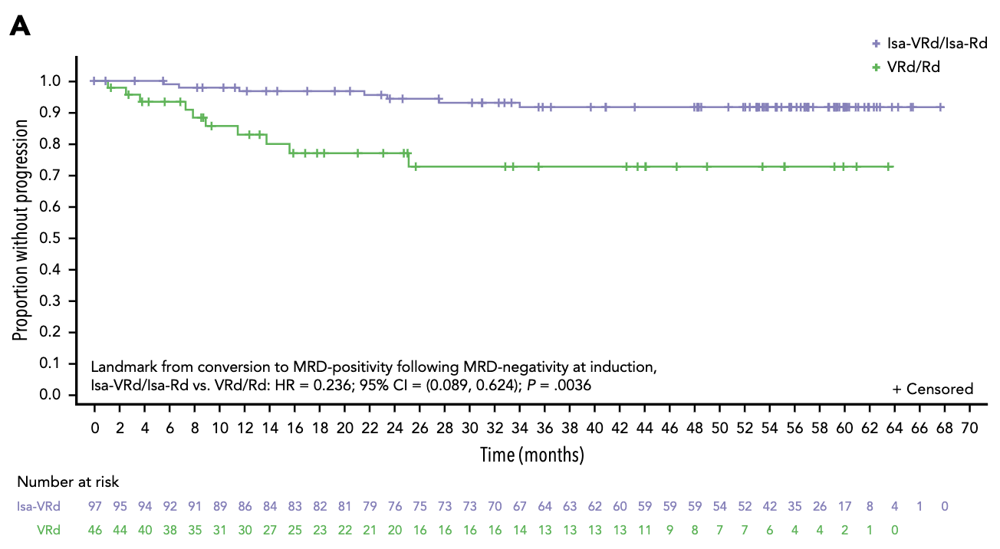 A
Isa-VRd/Isa-Rd
VRd/Rd
1.0
0.9
0.8
0.7
0.6
0.5
0.4
0.3
0.2
0.1
0.0
Proportion without progression
Landmark from conversion to MRD-positivity following MRD-negativity at induction,
Isa-VRd/Isa-Rd vs. VRd/Rd: HR = 0.236; 95% CI = (0.089, 0.624); P = .0036
+ Censored
0 2 4 6 8 10 12 14 16 18 20 22 24 26 28 30 32 34 36 38 40 42 44 46 48 50 52 54 56 58 60 62 64 66 68 70
Time (months)
Number at risk
Isa-VRd 97 95 94 92 91 89 86 84 83 82 81 79 76 75 73 73 70 67 64 63 62 60 59 59 59 54 52 42 35 26 17 8 4 1 0
VRd 46 44 40 38 35 31 30 27 25 23 22 21 20 16 16 16 16 14 13 13 13 13 11 9 8 7 7 6 4 4 2 1 0